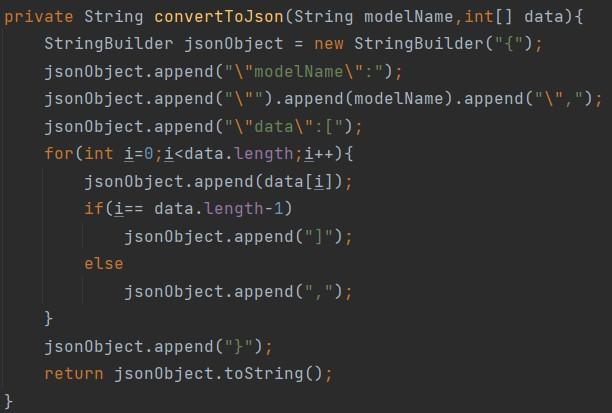 private String convertToJson(String modelName,int[] data){
    StringBuilder jsonObject = new StringBuilder("{");
    jsonObject.append("\"modelName\":");
    jsonObject.append("\"").append(modelName).append("\",");
    jsonObject.append("\"data\":[");
    for(int i=0;i<data.length;i++){
        jsonObject.append(data[i]);
        if(i== data.length-1)
            jsonObject.append("]");
        else
            jsonObject.append(",");
    }
    jsonObject.append("}");
    return jsonObject.toString();
}